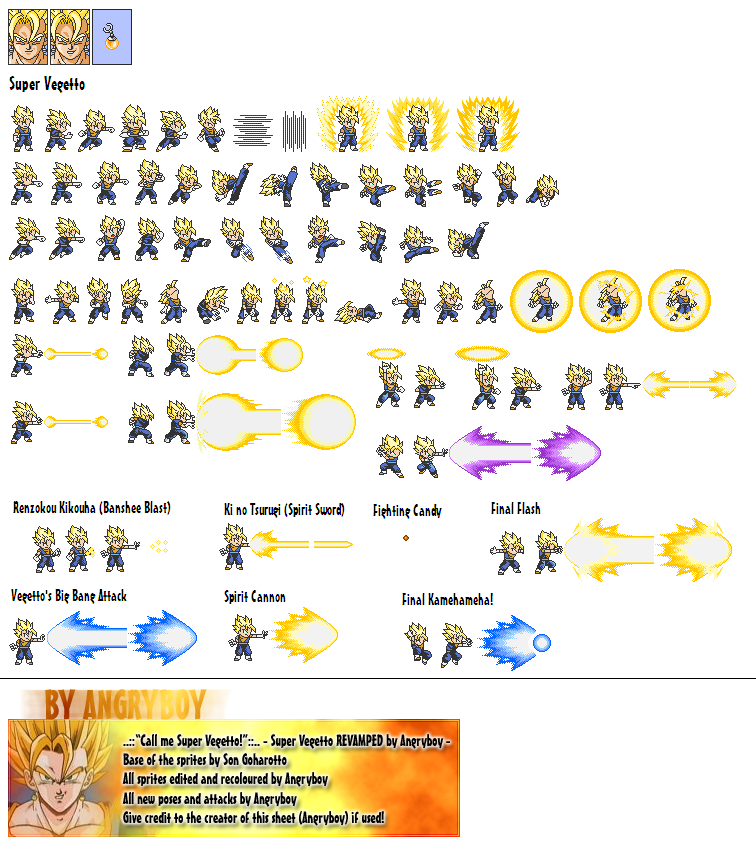 Super Vegetto
Renzokou Kikouha (Banshee Blast)
Ki no Tsurugi (Spirit Sword)
Fighting Candy
Final Flash
Vegetto's Big Bang Attack
Spirit Cannon
Final Kamehameha!
BY ANGRYBOY
..::"Call me Super Vegetto!"::.. - Super Vegetto REVAMPED by Angryboy -
Base of the sprites by Son Goharotto
All sprites edited and recoloured by Angryboy
All new poses and attacks by Angryboy
Give credit to the creator of this sheet (Angryboy) if used!